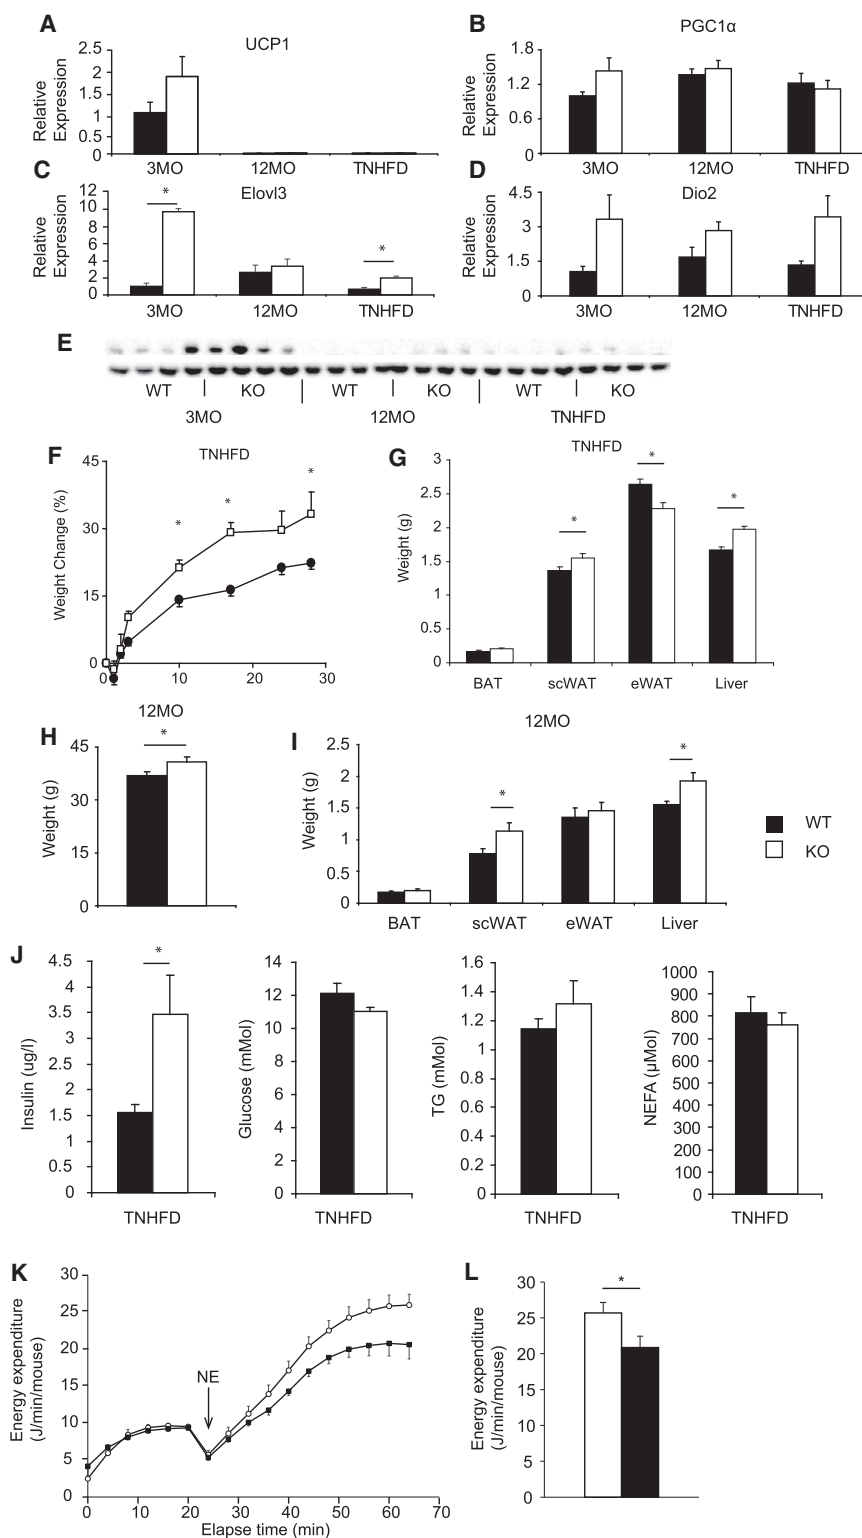 A
UCP1
2.5
2
1.5
1
0.5
0
Relative
Expression
3MO 12MO TNHFD
B
PGC1α
1.8
1.2
0.6
0
Relative
Expression
3MO 12MO TNHFD
C
Elovl3
12
10
8
6
4
2
0
Relative
Expression
* *
3MO 12MO TNHFD
D
Dio2
4.5
3
1.5
0
Relative
Expression
3MO 12MO TNHFD
E
WT | KO | WT | KO | WT | KO
3MO 12MO TNHFD
F
TNHFD
45
30
15
0
Weight Change (%)
* * *
0 10 20 30
G
TNHFD
3
2.5
2
1.5
1
0.5
0
Weight (g)
* * *
BAT scWAT eWAT Liver
H
12MO
45
30
15
0
Weight (g)
*
I
12MO
2.5
2
1.5
1
0.5
0
Weight (g)
* *
BAT scWAT eWAT Liver
WT
KO
J
4.5
4
3.5
3
2.5
2
1.5
1
0.5
0
Insulin (ug/l)
*
TNHFD
14
12
10
8
6
4
2
0
Glucose (mMol)
TNHFD
1.6
1.4
1.2
1
0.8
0.6
0.4
0.2
0
TG (mMol)
TNHFD
1000
900
800
700
600
500
400
300
200
100
0
NEFA (µMol)
TNHFD
K
30
25
20
15
10
5
0
Energy expenditure
(J/min/mouse)
NE
0 10 20 30 40 50 60 70
Elapse time (min)
L
30
25
20
15
10
5
0
Energy expenditure
(J/min/mouse)
*